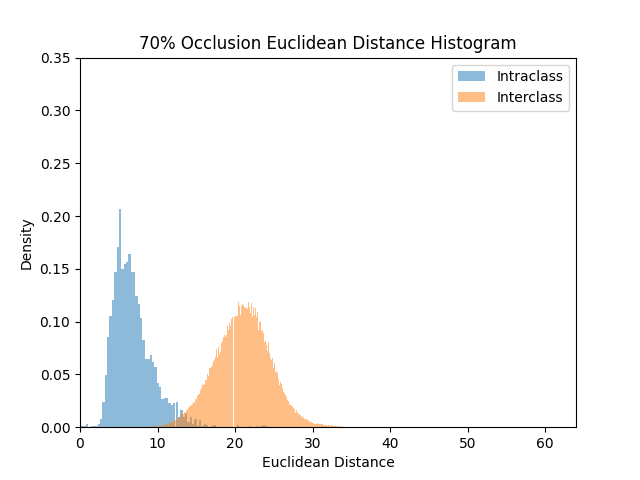 70% Occlusion Euclidean Distance Histogram
Intraclass
Interclass
Density
0.35
0.30
0.25
0.20
0.15
0.10
0.05
0.00
0 10 20 30 40 50 60
Euclidean Distance